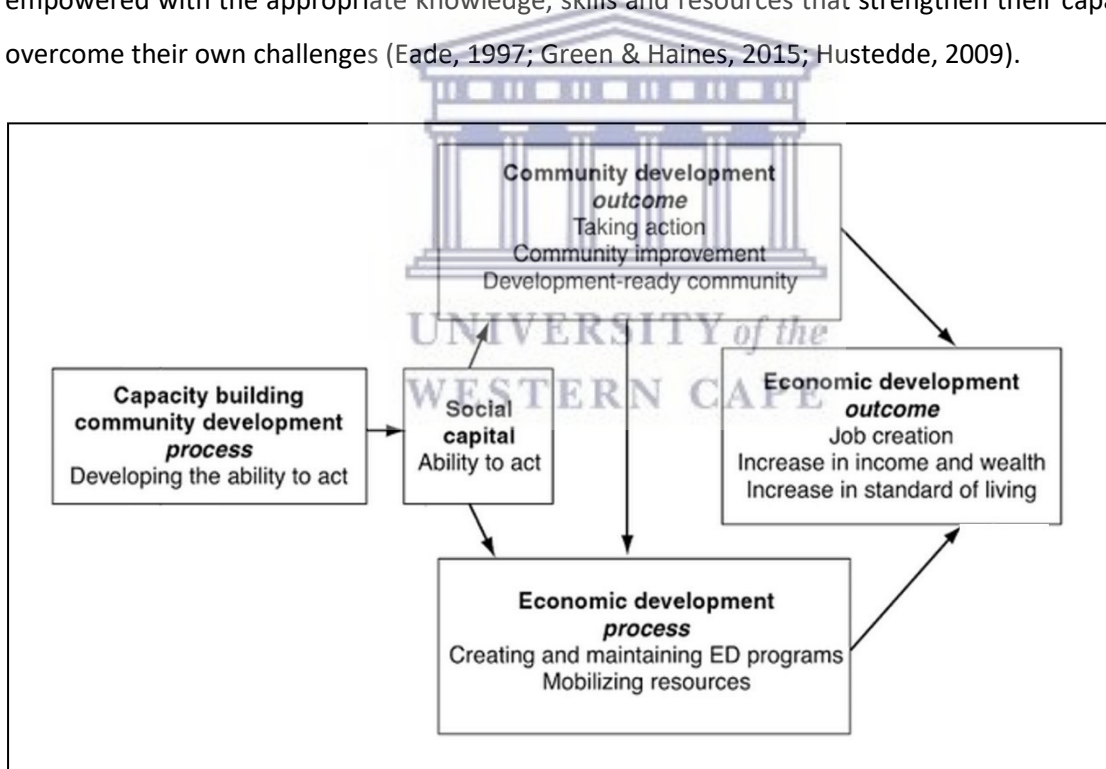 empowered with the appropriate knowledge, skills and resources that strengthen their capa
overcome their own challenges (Eade, 1997; Green & Haines, 2015; Hustedde, 2009).
Community development
outcome
Taking action
Community improvement
Development-ready community
UNIVERSITY of the
WESTERN CAPE
Capacity building
community development
process
Developing the ability to act
Social
capital
Ability to act
Economic development
outcome
Job creation
Increase in income and wealth
Increase in standard of living
Economic development
process
Creating and maintaining ED programs
Mobilizing resources